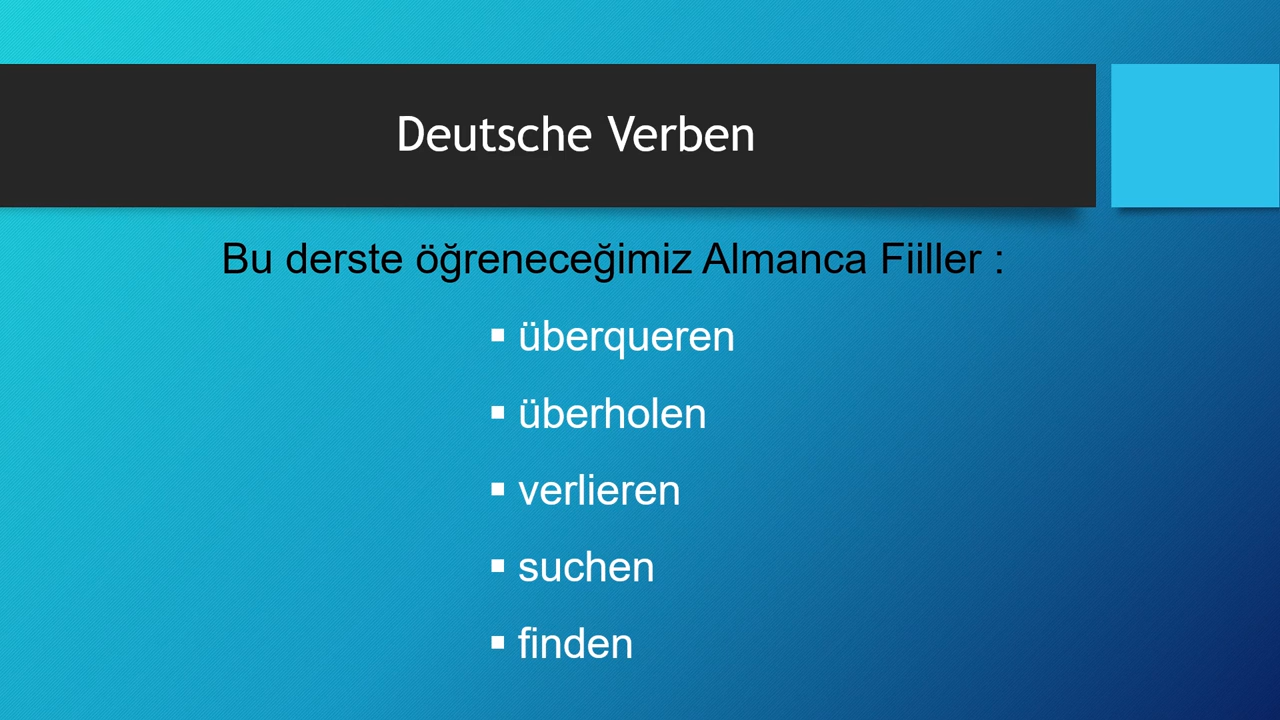 Deutsche Verben
Bu derste öğreneceğimiz Almanca Fiiller :
▪ überqueren
▪ überholen
▪ verlieren
▪ suchen
▪ finden